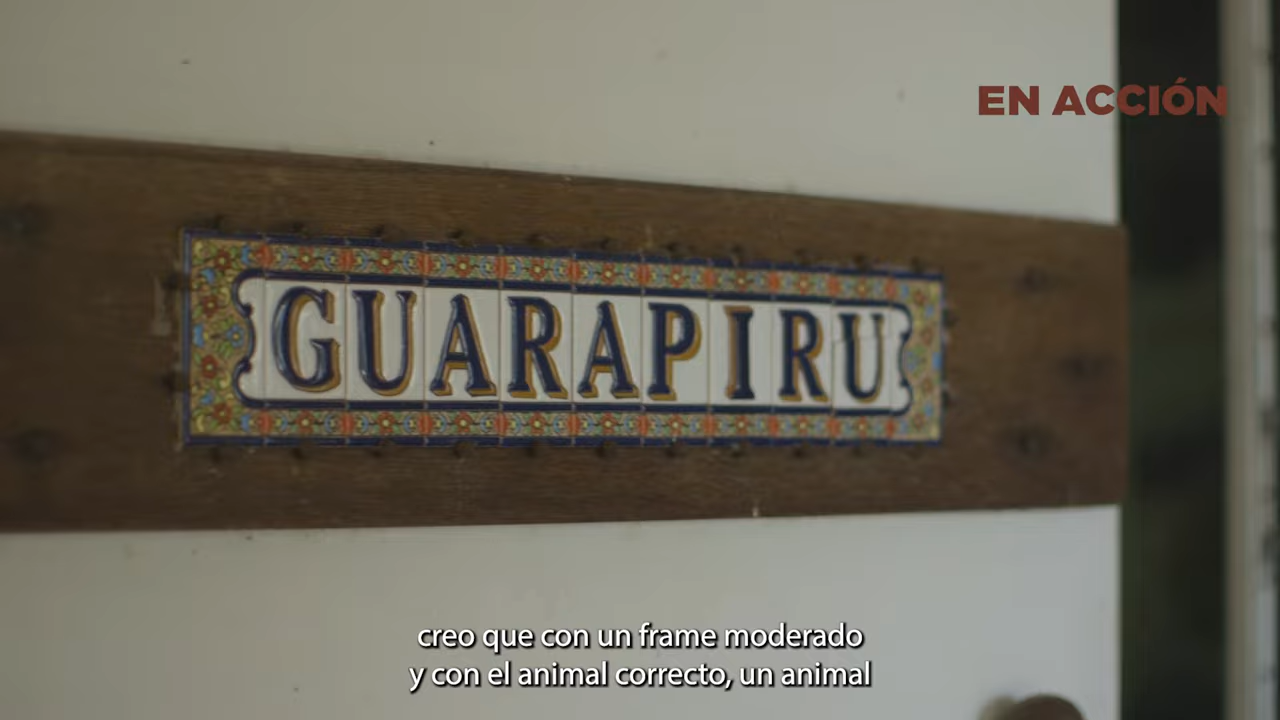 EN ACCIÓN
GUARAPIRU
creo que con un frame moderado
y con el animal correcto, un animal